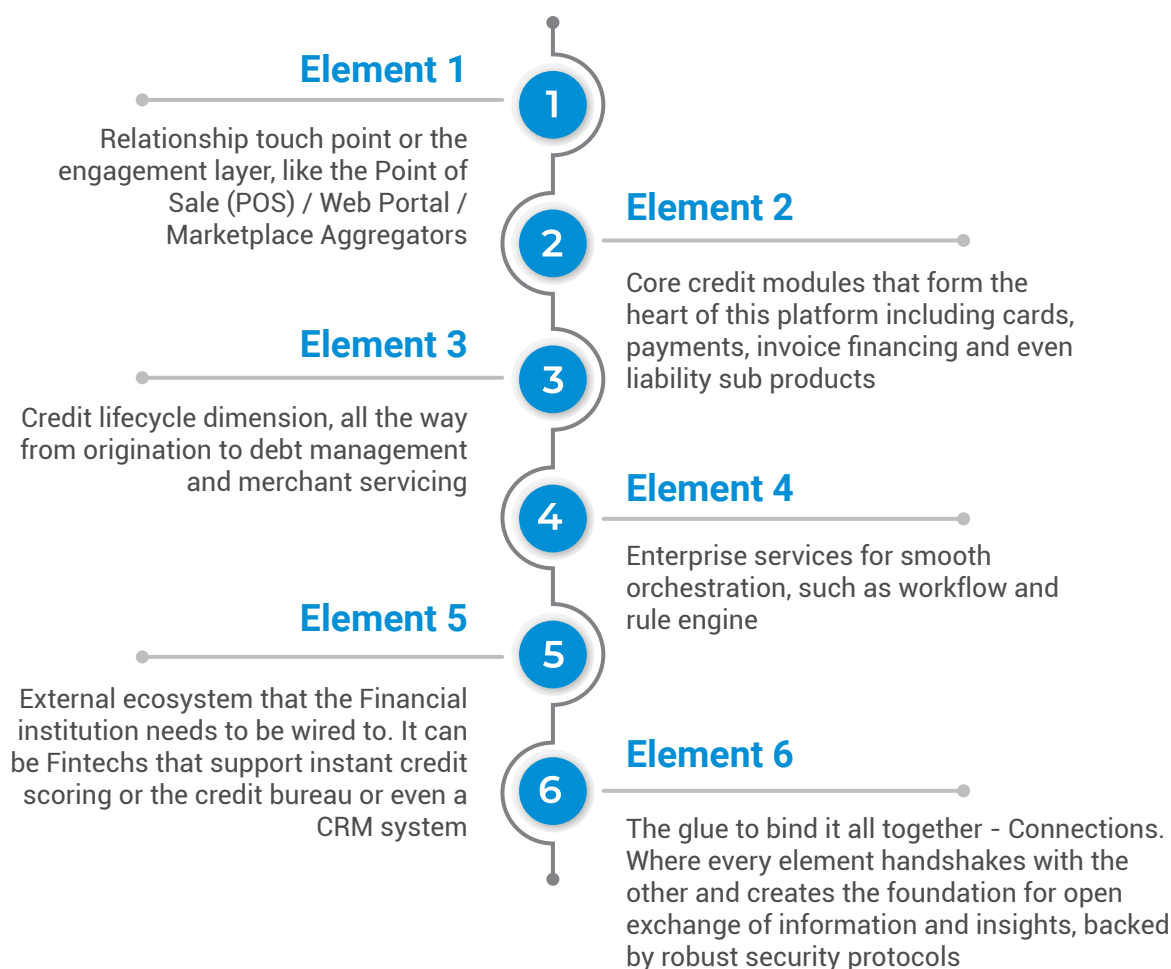 Element 1
1
Relationship touch point or the
engagement layer, like the Point of
Sale (POS) / Web Portal /
Marketplace Aggregators
Element 2
2
Core credit modules that form the
heart of this platform including cards,
payments, invoice financing and even
liability sub products
Element 3
3
Credit lifecycle dimension, all the way
from origination to debt management
and merchant servicing
Element 4
4
Enterprise services for smooth
orchestration, such as workflow and
rule engine
Element 5
5
External ecosystem that the Financial
institution needs to be wired to. It can
be Fintechs that support instant credit
scoring or the credit bureau or even a
CRM system
Element 6
6
The glue to bind it all together - Connections.
Where every element handshakes with the
other and creates the foundation for open
exchange of information and insights, backed
by robust security protocols